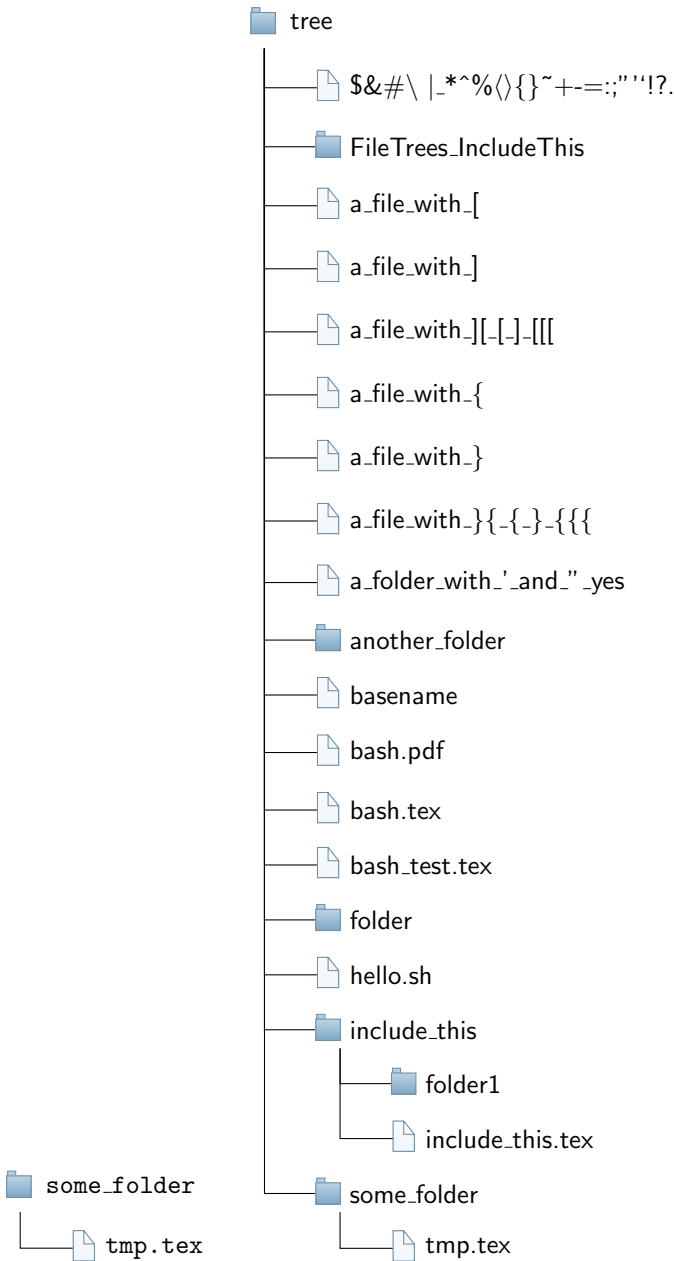 tree
$&#\ |_*^%⟨⟩{}~+-=:;"'‘!?.
FileTrees_IncludeThis
a_file_with_[
a_file_with_]
a_file_with_][_[_]_[[[
a_file_with_{
a_file_with_}
a_file_with_}{_{_}_{{{
a_folder_with_'_and_"_yes
another_folder
basename
bash.pdf
bash.tex
bash_test.tex
folder
hello.sh
include_this
folder1
include_this.tex
some_folder
tmp.tex
some_folder
tmp.tex